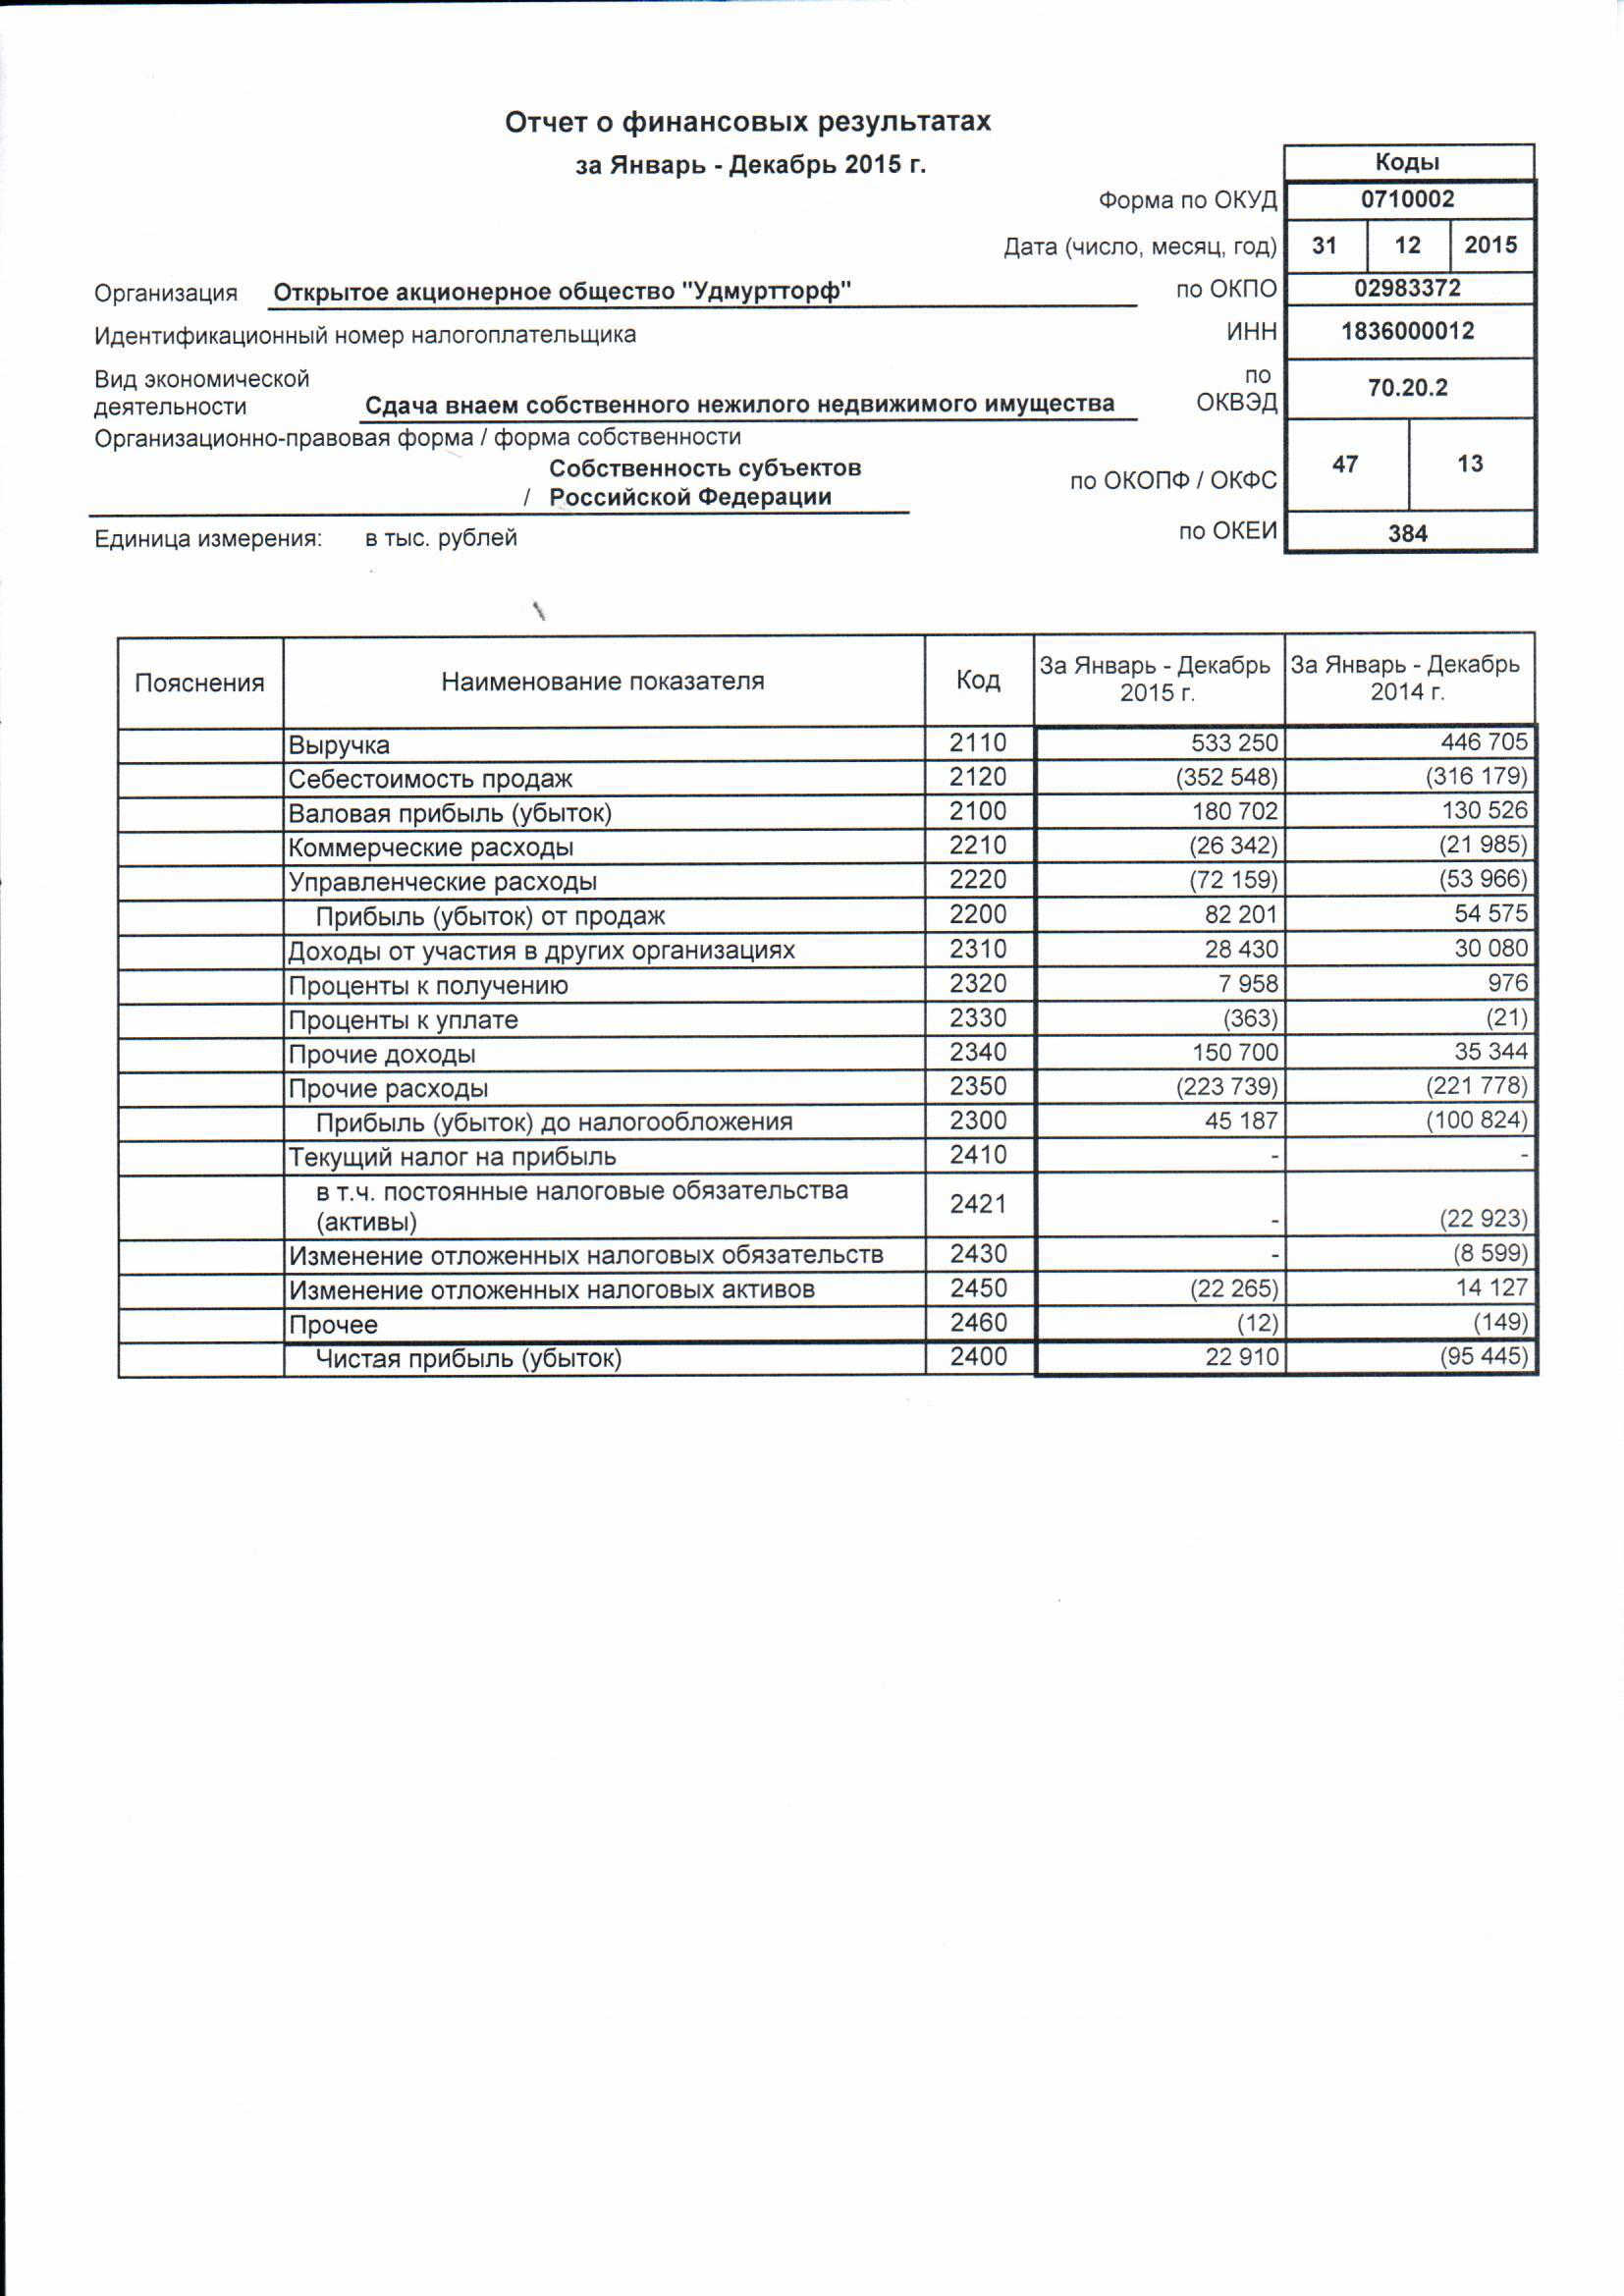 Отчет о финансовых результатах
за Январь - Декабрь 2015 г.
Коды
Форма по ОКУД 0710002
Дата (число, месяц, год) 31 12 2015
Организация Открытое акционерное общество "Удмуртторф" по ОКПО 02983372
Идентификационный номер налогоплательщика ИНН 1836000012
Вид экономической
деятельности Сдача внаем собственного нежилого недвижимого имущества по
ОКВЭД 70.20.2
Организационно-правовая форма / форма собственности
Собственность субъектов
/ Российской Федерации по ОКОПФ / ОКФС 47 13
Единица измерения: в тыс. рублей по ОКЕИ 384
Пояснения Наименование показателя Код За Январь - Декабрь
2015 г. За Январь - Декабрь
2014 г.
Выручка 2110 533 250 446 705
Себестоимость продаж 2120 (352 548) (316 179)
Валовая прибыль (убыток) 2100 180 702 130 526
Коммерческие расходы 2210 (26 342) (21 985)
Управленческие расходы 2220 (72 159) (53 966)
Прибыль (убыток) от продаж 2200 82 201 54 575
Доходы от участия в других организациях 2310 28 430 30 080
Проценты к получению 2320 7 958 976
Проценты к уплате 2330 (363) (21)
Прочие доходы 2340 150 700 35 344
Прочие расходы 2350 (223 739) (221 778)
Прибыль (убыток) до налогообложения 2300 45 187 (100 824)
Текущий налог на прибыль 2410 - -
в т.ч. постоянные налоговые обязательства
(активы) 2421 - (22 923)
Изменение отложенных налоговых обязательств 2430 - (8 599)
Изменение отложенных налоговых активов 2450 (22 265) 14 127
Прочее 2460 (12) (149)
Чистая прибыль (убыток) 2400 22 910 (95 445)